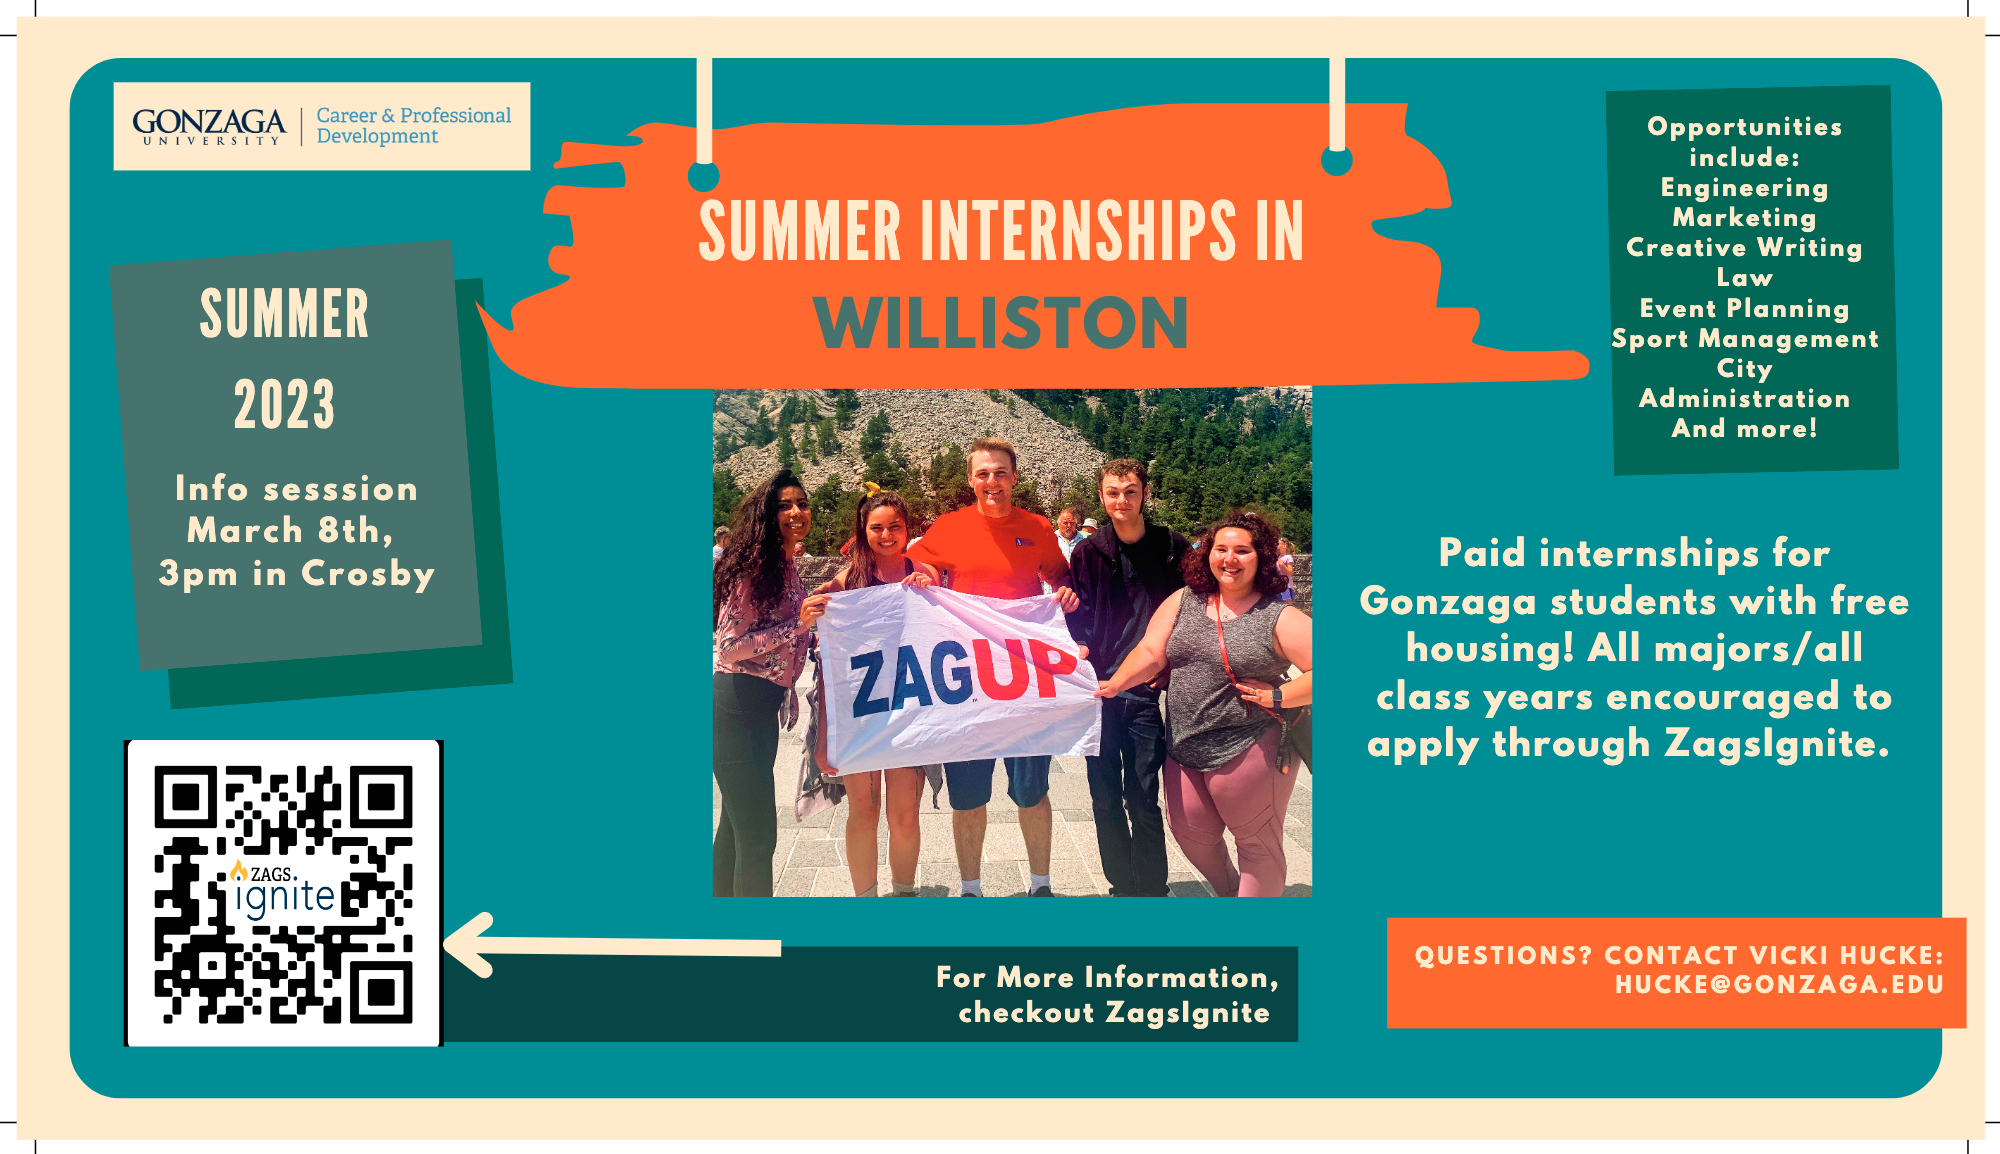 GONZAGA
UNIVERSITY
Career & Professional
Development
SUMMER INTERNSHIPS IN
WILLISTON
SUMMER
2023
Info sesssion
March 8th,
3pm in Crosby
Opportunities
include:
Engineering
Marketing
Creative Writing
Law
Event Planning
Sport Management
City
Administration
And more!
ZAGUP
Paid internships for
Gonzaga students with free
housing! All majors/all
class years encouraged to
apply through ZagsIgnite.
ZAGS
ignite
For More Information,
checkout ZagsIgnite
QUESTIONS? CONTACT VICKI HUCKE:
HUCKE@GONZAGA.EDU